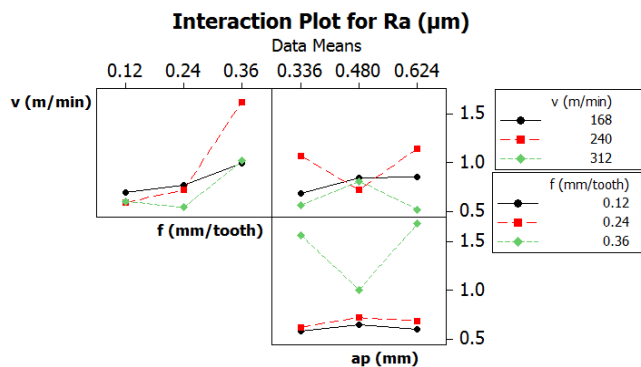 Interaction Plot for Ra (µm)
Data Means
0.12 0.24 0.36 0.336 0.480 0.624
v (m/min)
1.5
1.0
0.5
f (mm/tooth)
1.5
1.0
0.5
ap (mm)
v (m/min)
168
240
312
f (mm/tooth)
0.12
0.24
0.36